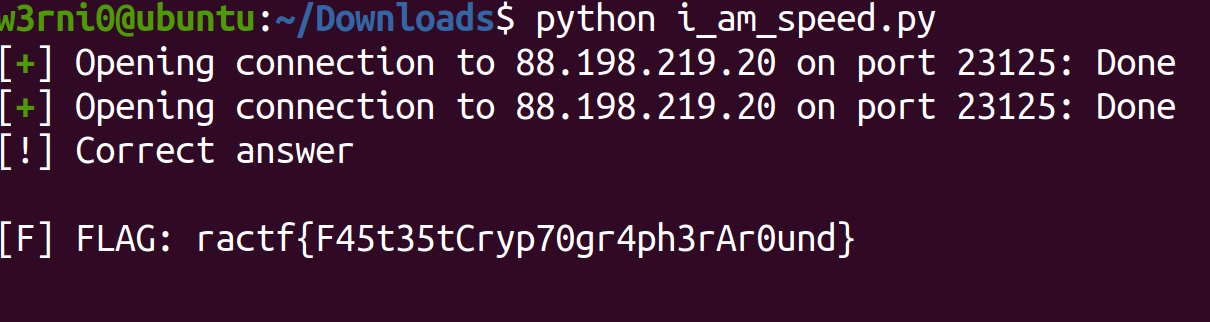 w3rni0@ubuntu:~/Downloads$ python i_am_speed.py
[+] Opening connection to 88.198.219.20 on port 23125: Done
[+] Opening connection to 88.198.219.20 on port 23125: Done
[!] Correct answer
[F] FLAG: ractf{F45t35tCryp70gr4ph3rAr0und}